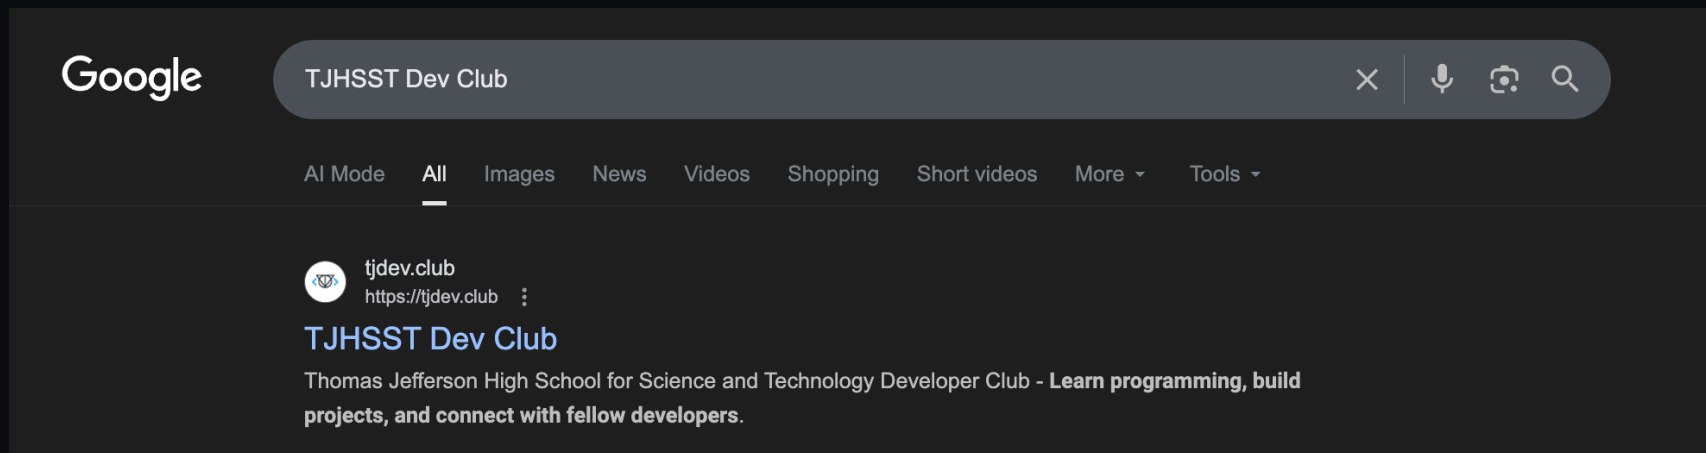 Google
TJHSST Dev Club
AI Mode All Images News Videos Shopping Short videos More Tools
tjdev.club
https://tjdev.club
TJHSST Dev Club
Thomas Jefferson High School for Science and Technology Developer Club - Learn programming, build
projects, and connect with fellow developers.